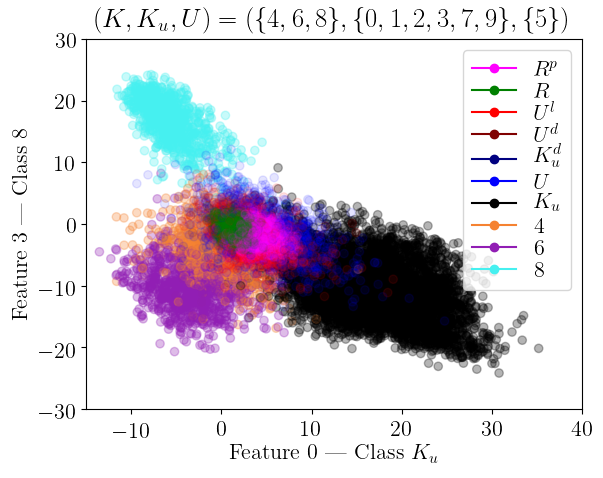 (K, K_u, U) = ({4, 6, 8}, {0, 1, 2, 3, 7, 9}, {5})
30
20
10
0
−10
−20
−30
Feature 3 — Class 8
R^p
R
U^l
U^d
K_u^d
U
K_u
4
6
8
−10 0 10 20 30 40
Feature 0 — Class K_u